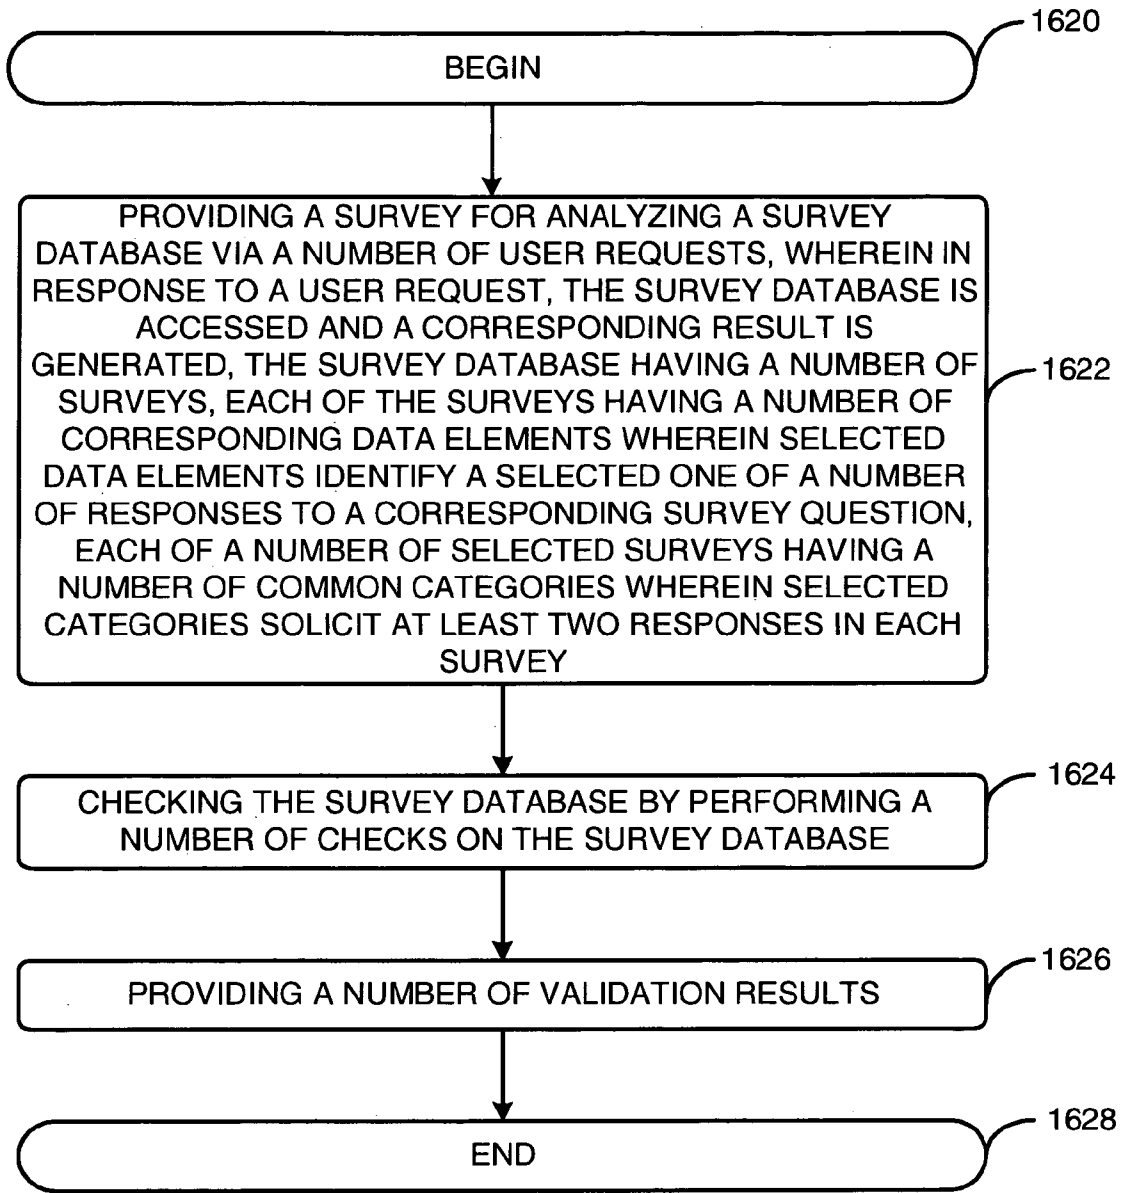 1620
BEGIN
PROVIDING A SURVEY FOR ANALYZING A SURVEY
DATABASE VIA A NUMBER OF USER REQUESTS, WHEREIN IN
RESPONSE TO A USER REQUEST, THE SURVEY DATABASE IS
ACCESSED AND A CORRESPONDING RESULT IS
GENERATED, THE SURVEY DATABASE HAVING A NUMBER OF
SURVEYS, EACH OF THE SURVEYS HAVING A NUMBER OF
CORRESPONDING DATA ELEMENTS WHEREIN SELECTED
DATA ELEMENTS IDENTIFY A SELECTED ONE OF A NUMBER
OF RESPONSES TO A CORRESPONDING SURVEY QUESTION,
EACH OF A NUMBER OF SELECTED SURVEYS HAVING A
NUMBER OF COMMON CATEGORIES WHEREIN SELECTED
CATEGORIES SOLICIT AT LEAST TWO RESPONSES IN EACH
SURVEY
1622
CHECKING THE SURVEY DATABASE BY PERFORMING A
NUMBER OF CHECKS ON THE SURVEY DATABASE
1624
PROVIDING A NUMBER OF VALIDATION RESULTS
1626
END
1628